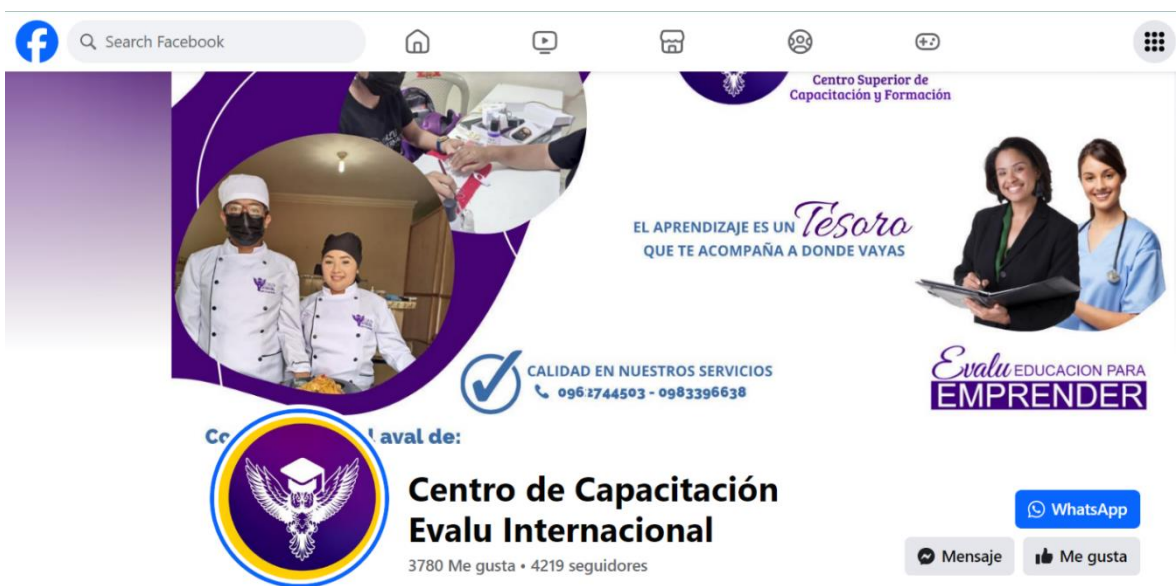 Search Facebook
Centro Superior de
Capacitación y Formación
EL APRENDIZAJE ES UN Tesoro
QUE TE ACOMPAÑA A DONDE VAYAS
CALIDAD EN NUESTROS SERVICIOS
0962744503 - 0983396638
Evalu EDUCACION PARA
EMPRENDER
aval de:
Centro de Capacitación
Evalu Internacional
3780 Me gusta • 4219 seguidores
WhatsApp
Mensaje
Me gusta